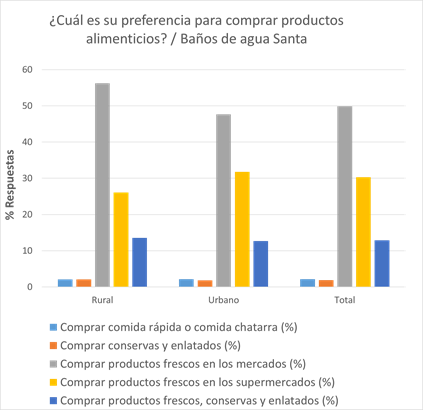 ¿Cuál es su preferencia para comprar productos
alimenticios? / Baños de agua Santa
60
50
40
30
20
10
0
% Respuestas
Rural
Urbano
Total
Comprar comida rápida o comida chatarra (%)
Comprar conservas y enlatados (%)
Comprar productos frescos en los mercados (%)
Comprar productos frescos en los supermercados (%)
Comprar productos frescos, conservas y enlatados (%)